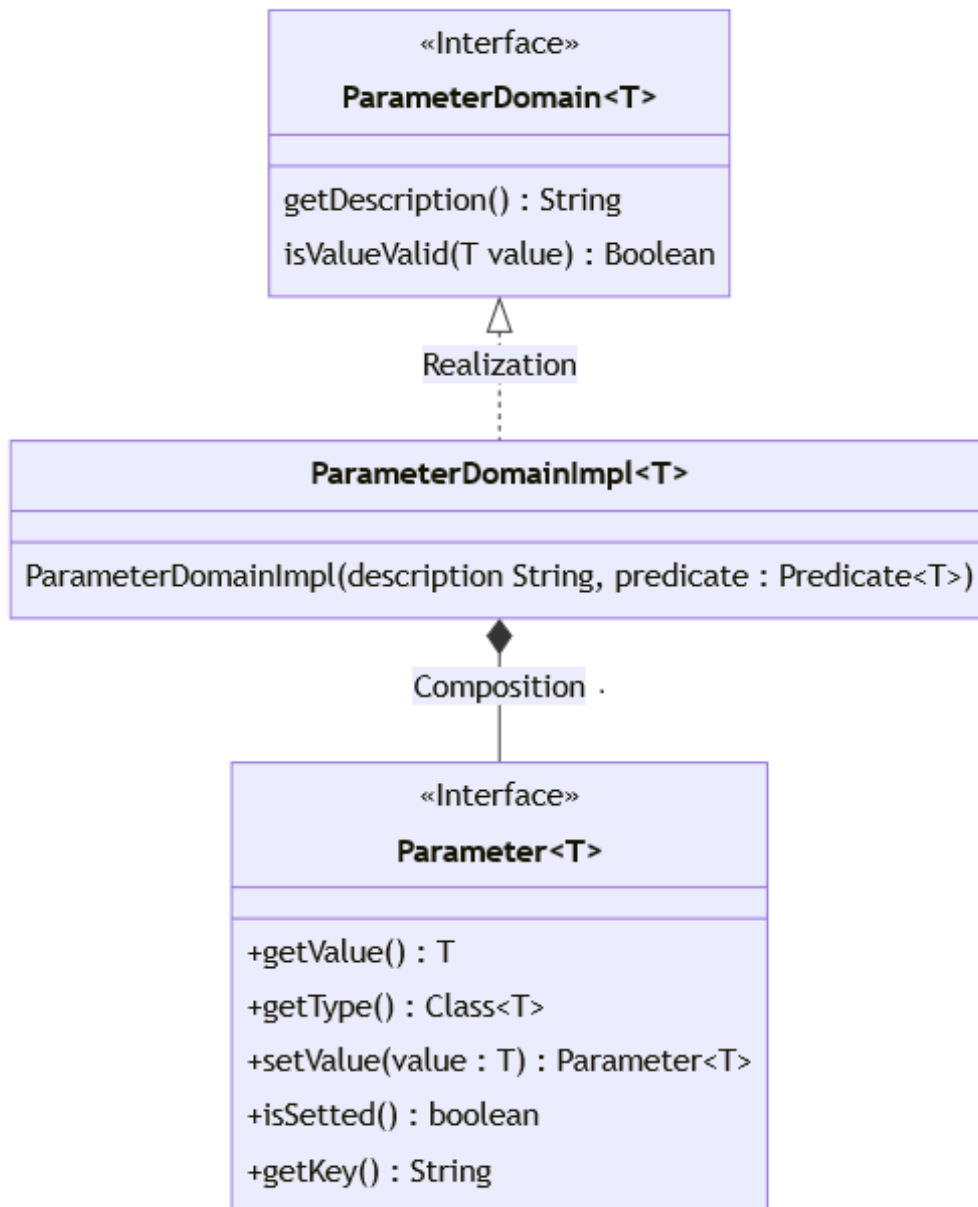 «Interface»
ParameterDomain<T>
getDescription() : String
isValueValid(T value) : Boolean
Realization
ParameterDomainImpl<T>
ParameterDomainImpl(description String, predicate : Predicate<T>)
Composition .
«Interface»
Parameter<T>
+getValue() : T
+getType() : Class<T>
+setValue(value : T) : Parameter<T>
+isSetted() : boolean
+getKey() : String